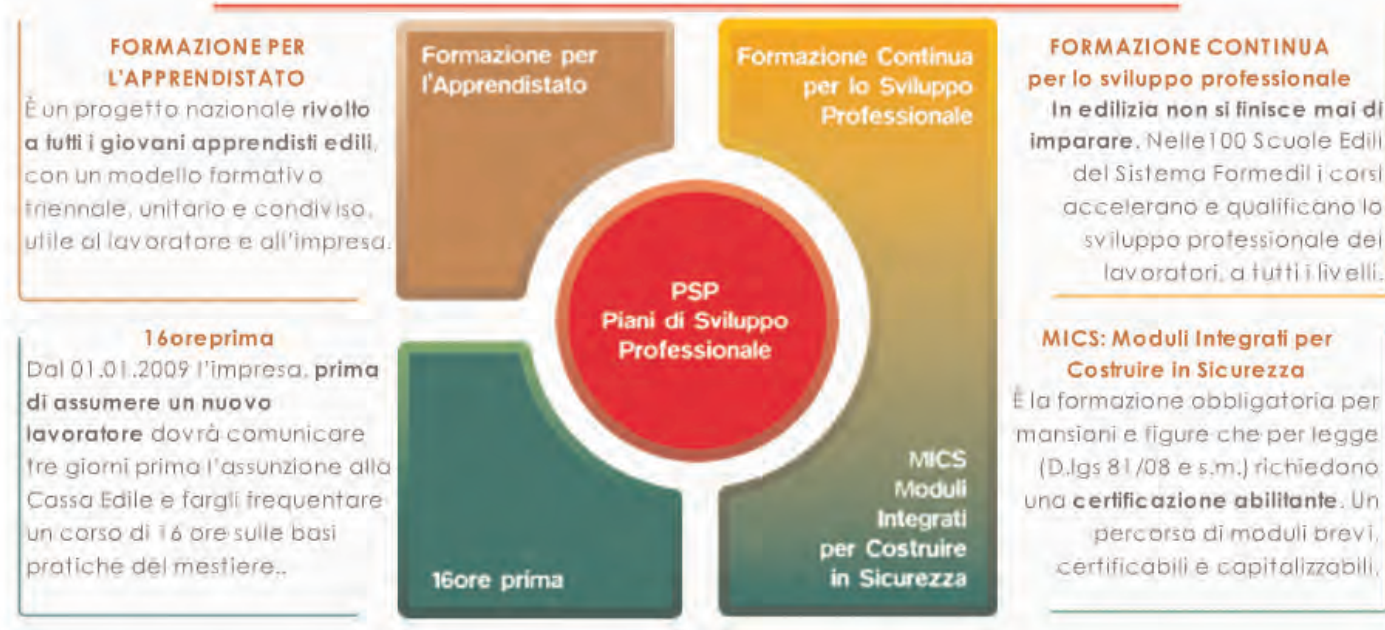 FORMAZIONE PER
L'APPRENDISTATO
È un progetto nazionale rivolto
a tutti i giovani apprendisti edili,
con un modello formativo
triennale, unitario e condiviso,
utile al lavoratore e all'impresa.
16oreprima
Dal 01.01.2009 l'impresa, prima
di assumere un nuovo
lavoratore dovrà comunicare
tre giorni prima l'assunzione alla
Cassa Edile e fargli frequentare
un corso di 16 ore sulle basi
pratiche del mestiere..
Formazione per
l'Apprendistato
Formazione Continua
per lo Sviluppo
Professionale
PSP
Piani di Sviluppo
Professionale
16ore prima
MICS
Moduli
Integrati
per Costruire
in Sicurezza
FORMAZIONE CONTINUA
per lo sviluppo professionale
In edilizia non si finisce mai di
imparare. Nelle100 Scuole Edili
del Sistema Formedil i corsi
accelerano e qualificano lo
sviluppo professionale dei
lavoratori, a tutti i livelli.
MICS: Moduli Integrati per
Costruire in Sicurezza
È la formazione obbligatoria per
mansioni e figure che per legge
(D.lgs 81/08 e s.m.) richiedono
una certificazione abilitante. Un
percorso di moduli brevi,
certificabili e capitalizzabili.